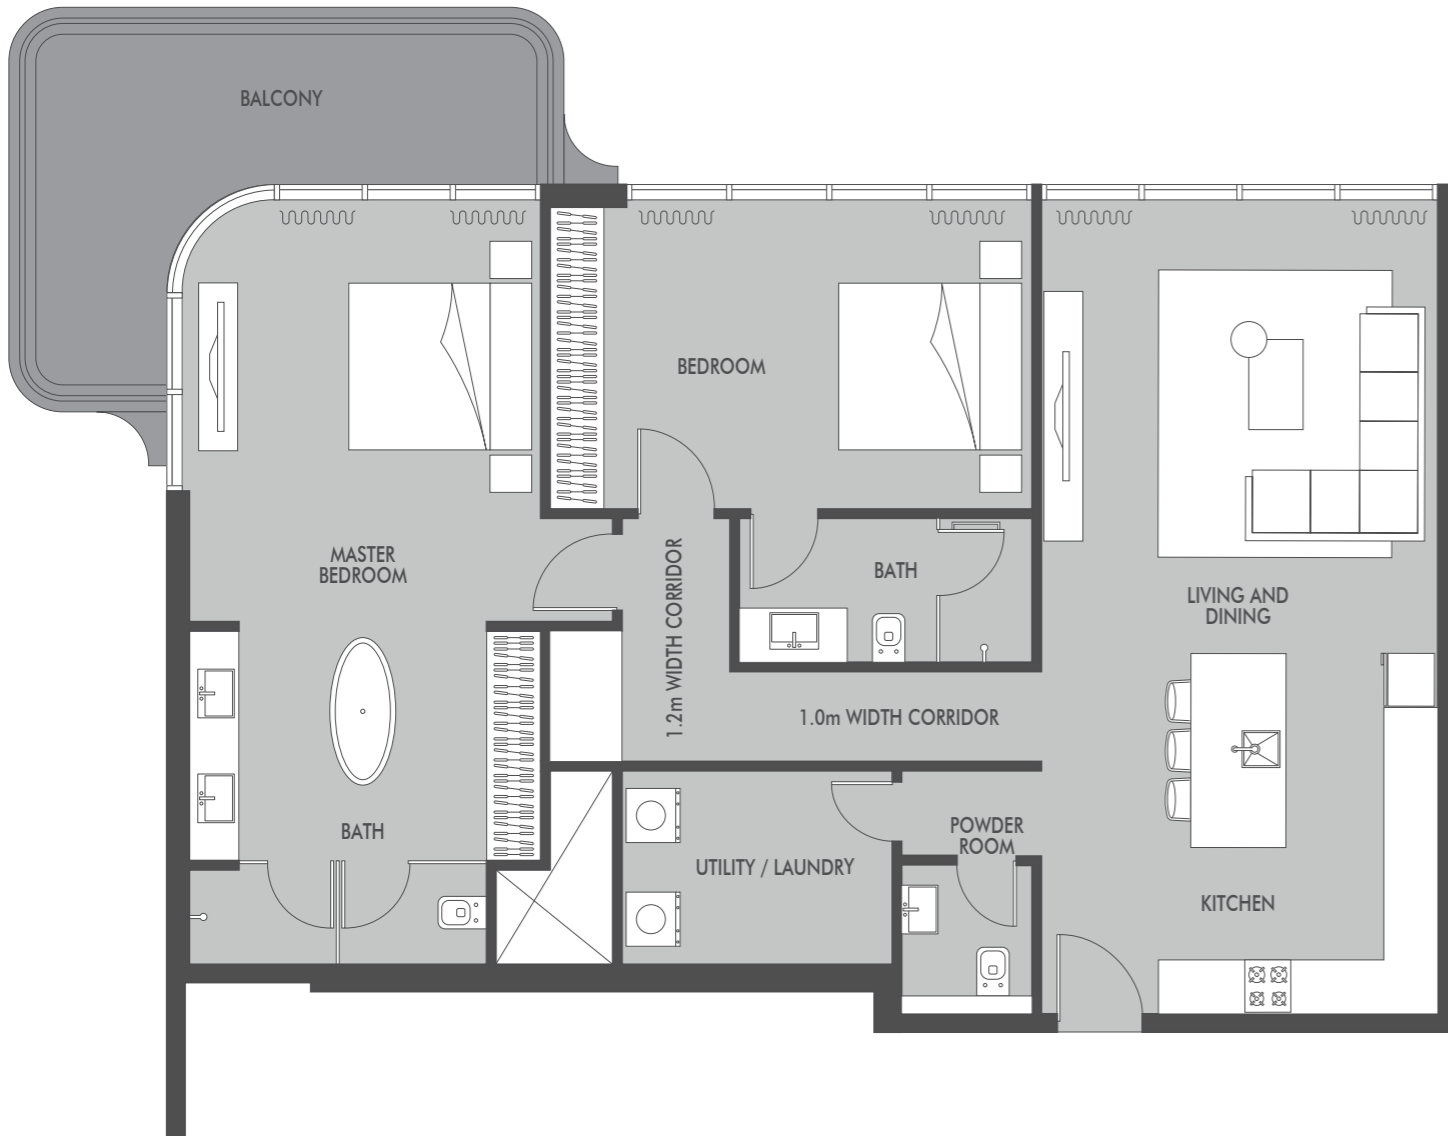 BALCONY
BEDROOM
MASTER
BEDROOM
BATH
1.2m WIDTH CORRIDOR
LIVING AND
DINING
1.0m WIDTH CORRIDOR
BATH
POWDER
ROOM
UTILITY / LAUNDRY
KITCHEN